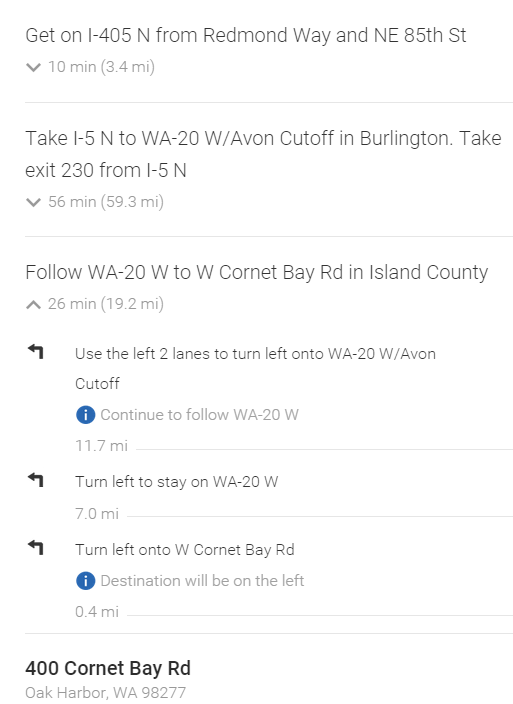 Get on I-405 N from Redmond Way and NE 85th St
10 min (3.4 mi)
Take I-5 N to WA-20 W/Avon Cutoff in Burlington. Take
exit 230 from I-5 N
56 min (59.3 mi)
Follow WA-20 W to W Cornet Bay Rd in Island County
26 min (19.2 mi)
Use the left 2 lanes to turn left onto WA-20 W/Avon
Cutoff
Continue to follow WA-20 W
11.7 mi
Turn left to stay on WA-20 W
7.0 mi
Turn left onto W Cornet Bay Rd
Destination will be on the left
0.4 mi
400 Cornet Bay Rd
Oak Harbor, WA 98277